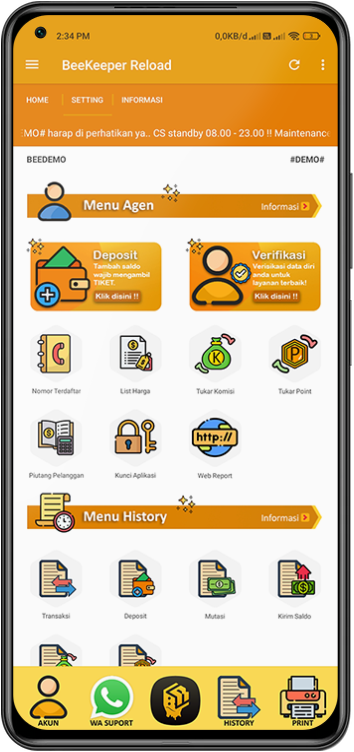 2:34 PM 0,0KB/d
BeeKeeper Reload
HOME SETTING INFORMASI
EMO# harap di perhatikan ya.. CS standby 08.00 - 23.00 !! Maintenance
BEEDEMO #DEMO#
Menu Agen Informasi
Deposit
Tambah saldo
wajib mengambil
TIKET.
Klik disini !!
Verifikasi
Verisikasi data diri
anda untuk
layanan terbaik!
Klik disini !!
Nomor Terdaftar List Harga Tukar Komisi Tukar Point
http://
Piutang Pelanggan Kunci Aplikasi Web Report
Menu History Informasi
Transaksi Deposit Mutasi Kirim Saldo
AKUN WA SUPORT HISTORY PRINT